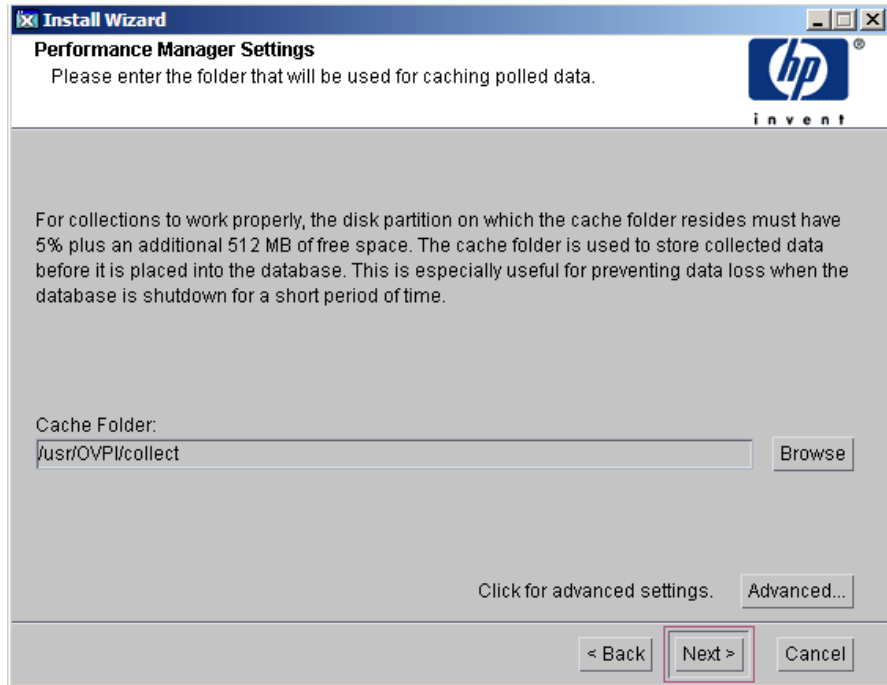 Install Wizard
Performance Manager Settings
Please enter the folder that will be used for caching polled data.
hp
®
invent
For collections to work properly, the disk partition on which the cache folder resides must have
5% plus an additional 512 MB of free space. The cache folder is used to store collected data
before it is placed into the database. This is especially useful for preventing data loss when the
database is shutdown for a short period of time.
Cache Folder:
/usr/OVPI/collect
Browse
Click for advanced settings. Advanced...
< Back Next > Cancel